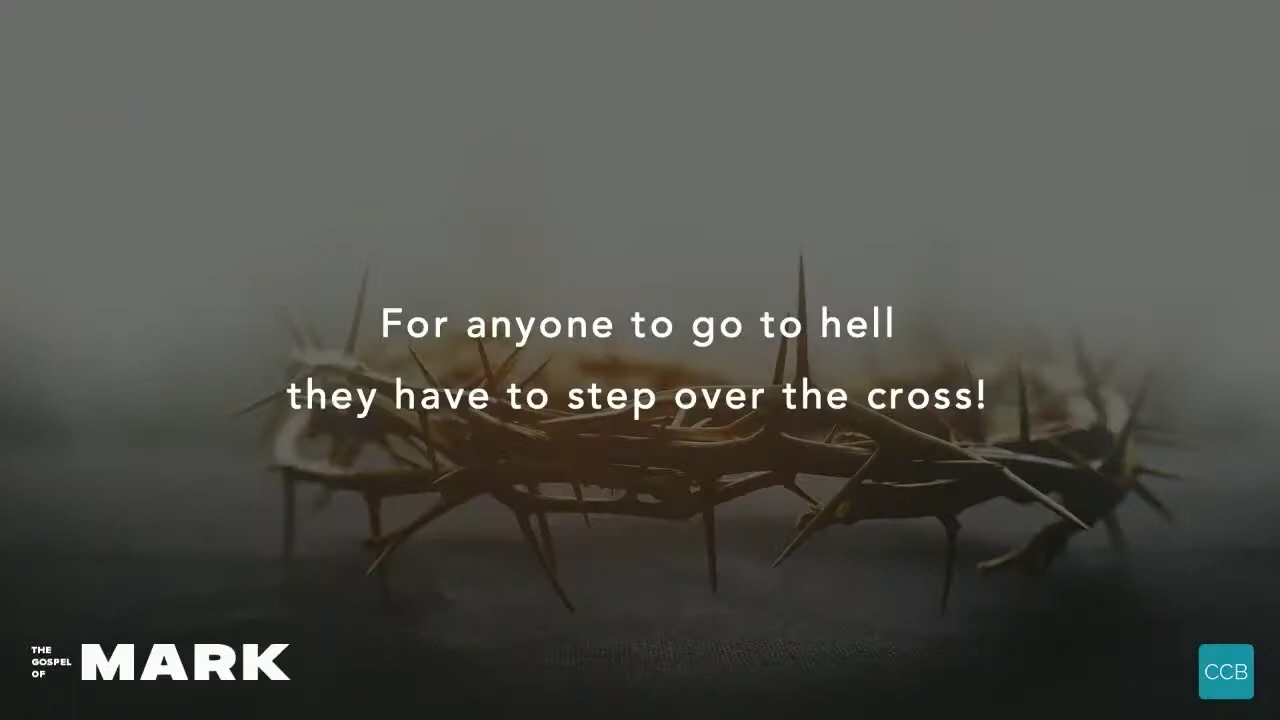 For anyone to go to hell
they have to step over the cross!
THE
GOSPEL
OF
MARK
CCB